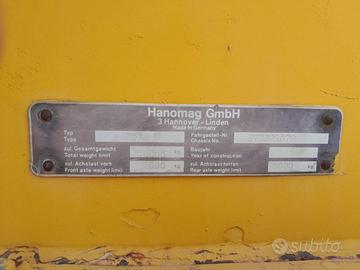 Hanomag GmbH
3 Hannover-Linden
Made in Germany
Typ
Type
Fahrgestell-Nr.
Chassis No.
zul. Gesamtgewicht
Total weight limit
kg
Baujahr
Year of construction
zul. Achslast vorn
Front axle weight limit
kg
zul. Achslast hinten
Rear axle weight limit
kg
subito